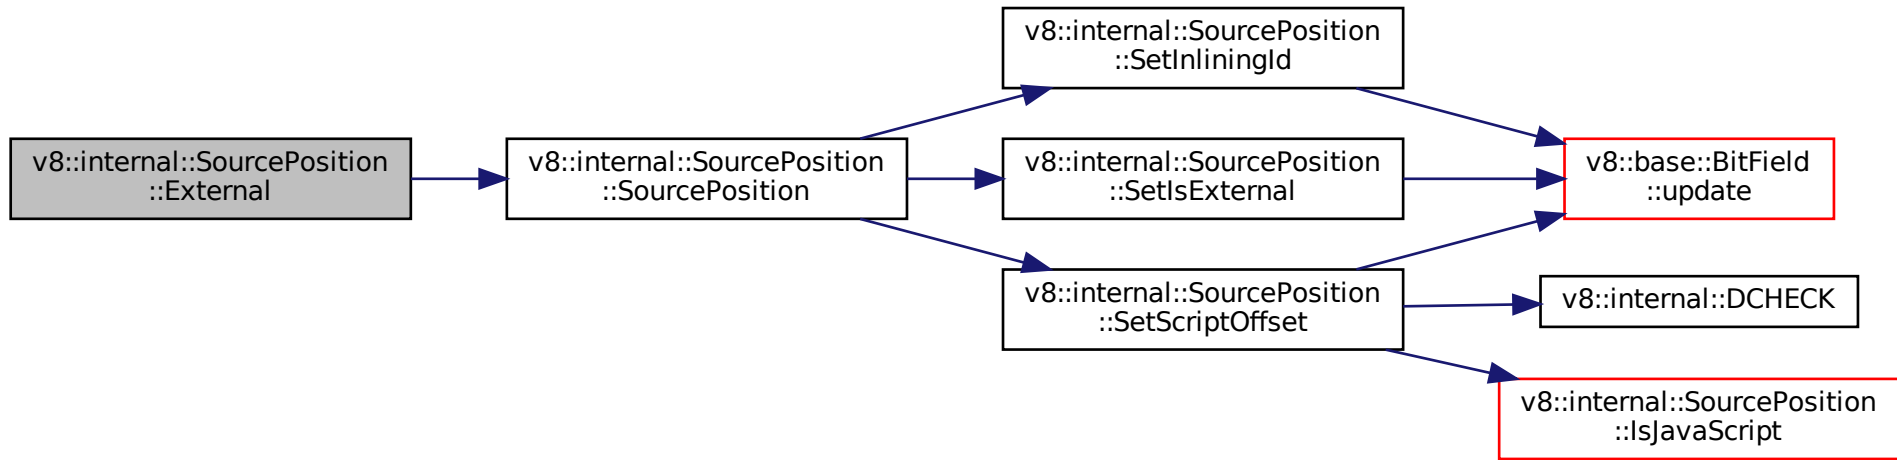 v8::internal::SourcePosition
::External
v8::internal::SourcePosition
::SourcePosition
v8::internal::SourcePosition
::SetInliningId
v8::internal::SourcePosition
::SetIsExternal
v8::internal::SourcePosition
::SetScriptOffset
v8::base::BitField
::update
v8::internal::DCHECK
v8::internal::SourcePosition
::IsJavaScript